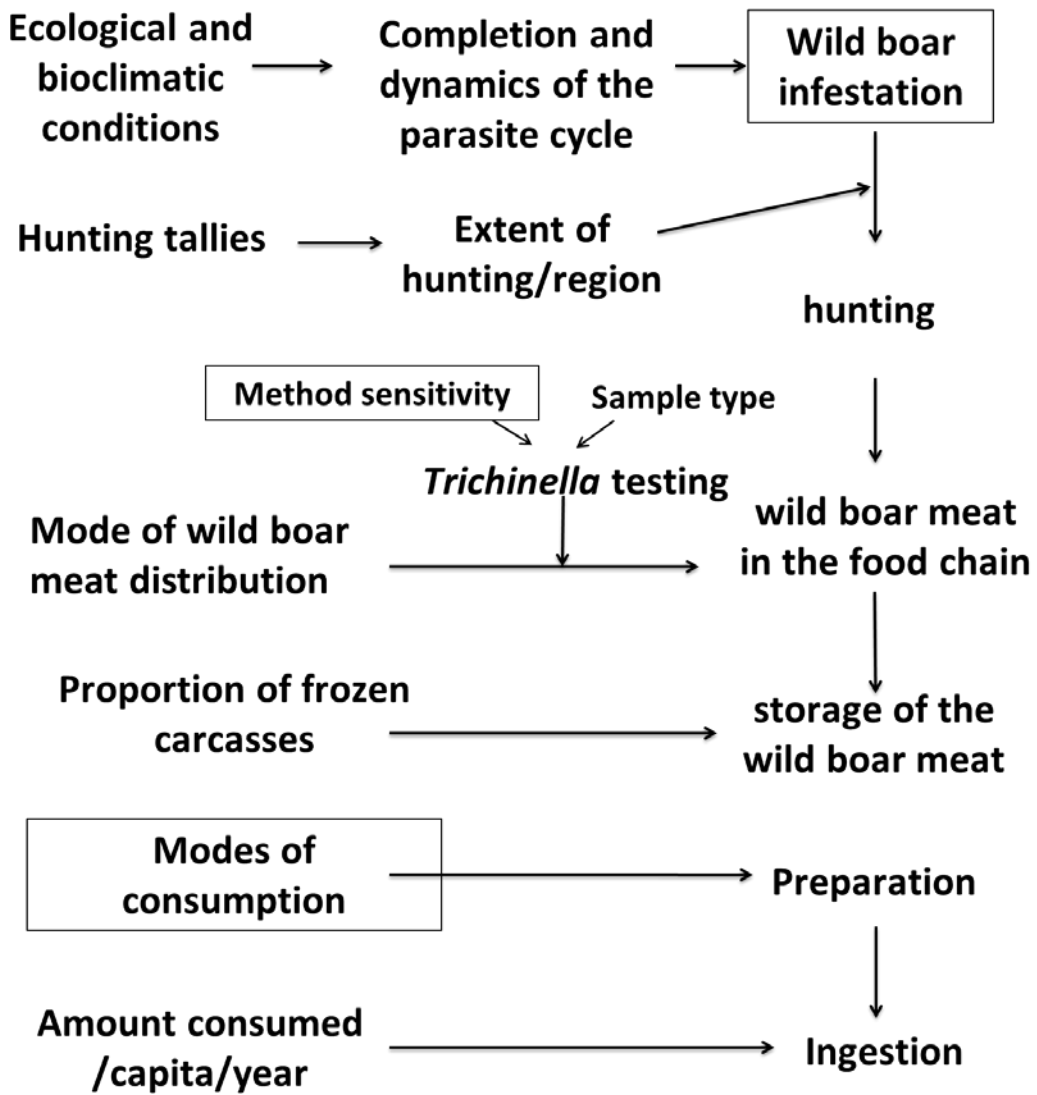 Ecological and
bioclimatic
conditions
Completion and
dynamics of the
parasite cycle
Wild boar
infestation
Hunting tallies
Extent of
hunting/region
hunting
Method sensitivity
Sample type
Trichinella testing
Mode of wild boar
meat distribution
wild boar meat
in the food chain
Proportion of frozen
carcasses
storage of the
wild boar meat
Modes of
consumption
Preparation
Amount consumed
/capita/year
Ingestion